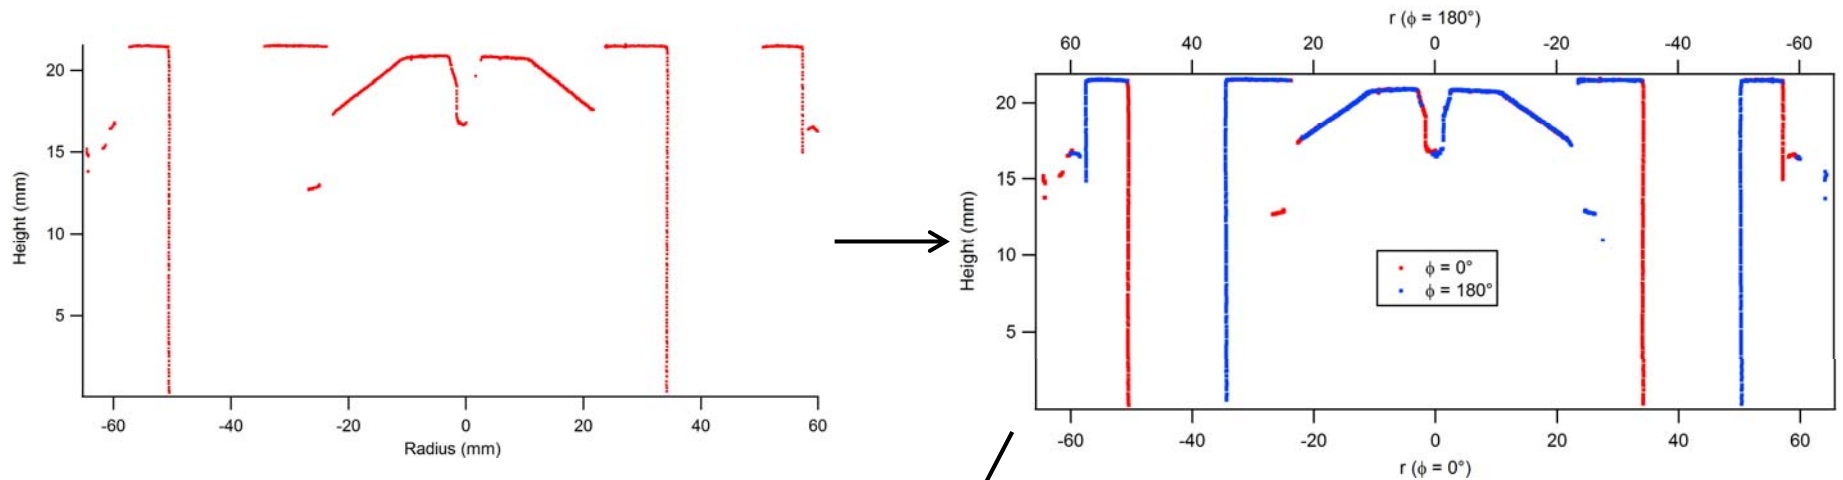 20
15
10
5
Height (mm)
-60 -40 -20 0 20 40 60
Radius (mm)
r (ϕ = 180°)
60 40 20 0 -20 -40 -60
20
15
10
5
Height (mm)
ϕ = 0°
ϕ = 180°
-60 -40 -20 0 20 40 60
r (ϕ = 0°)